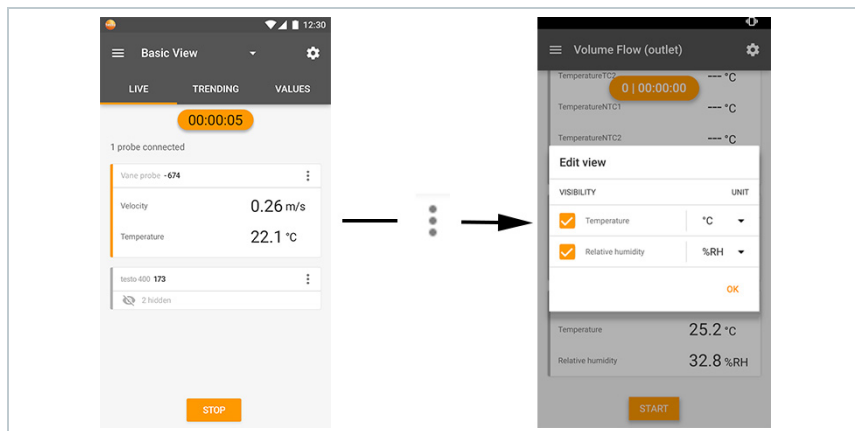 12:30
Basic View
LIVE TRENDING VALUES
00:00:05
1 probe connected
Vane probe -674
Velocity 0.26 m/s
Temperature 22.1 °C
testo 400 173
2 hidden
STOP
Volume Flow (outlet)
TemperatureTC2 --- °C
0 | 00:00:00
TemperatureNTC1 --- °C
TemperatureNTC2 --- °C
Edit view
VISIBILITY UNIT
Temperature °C
Relative humidity %RH
OK
Temperature 25.2 °C
Relative humidity 32.8 %RH
START